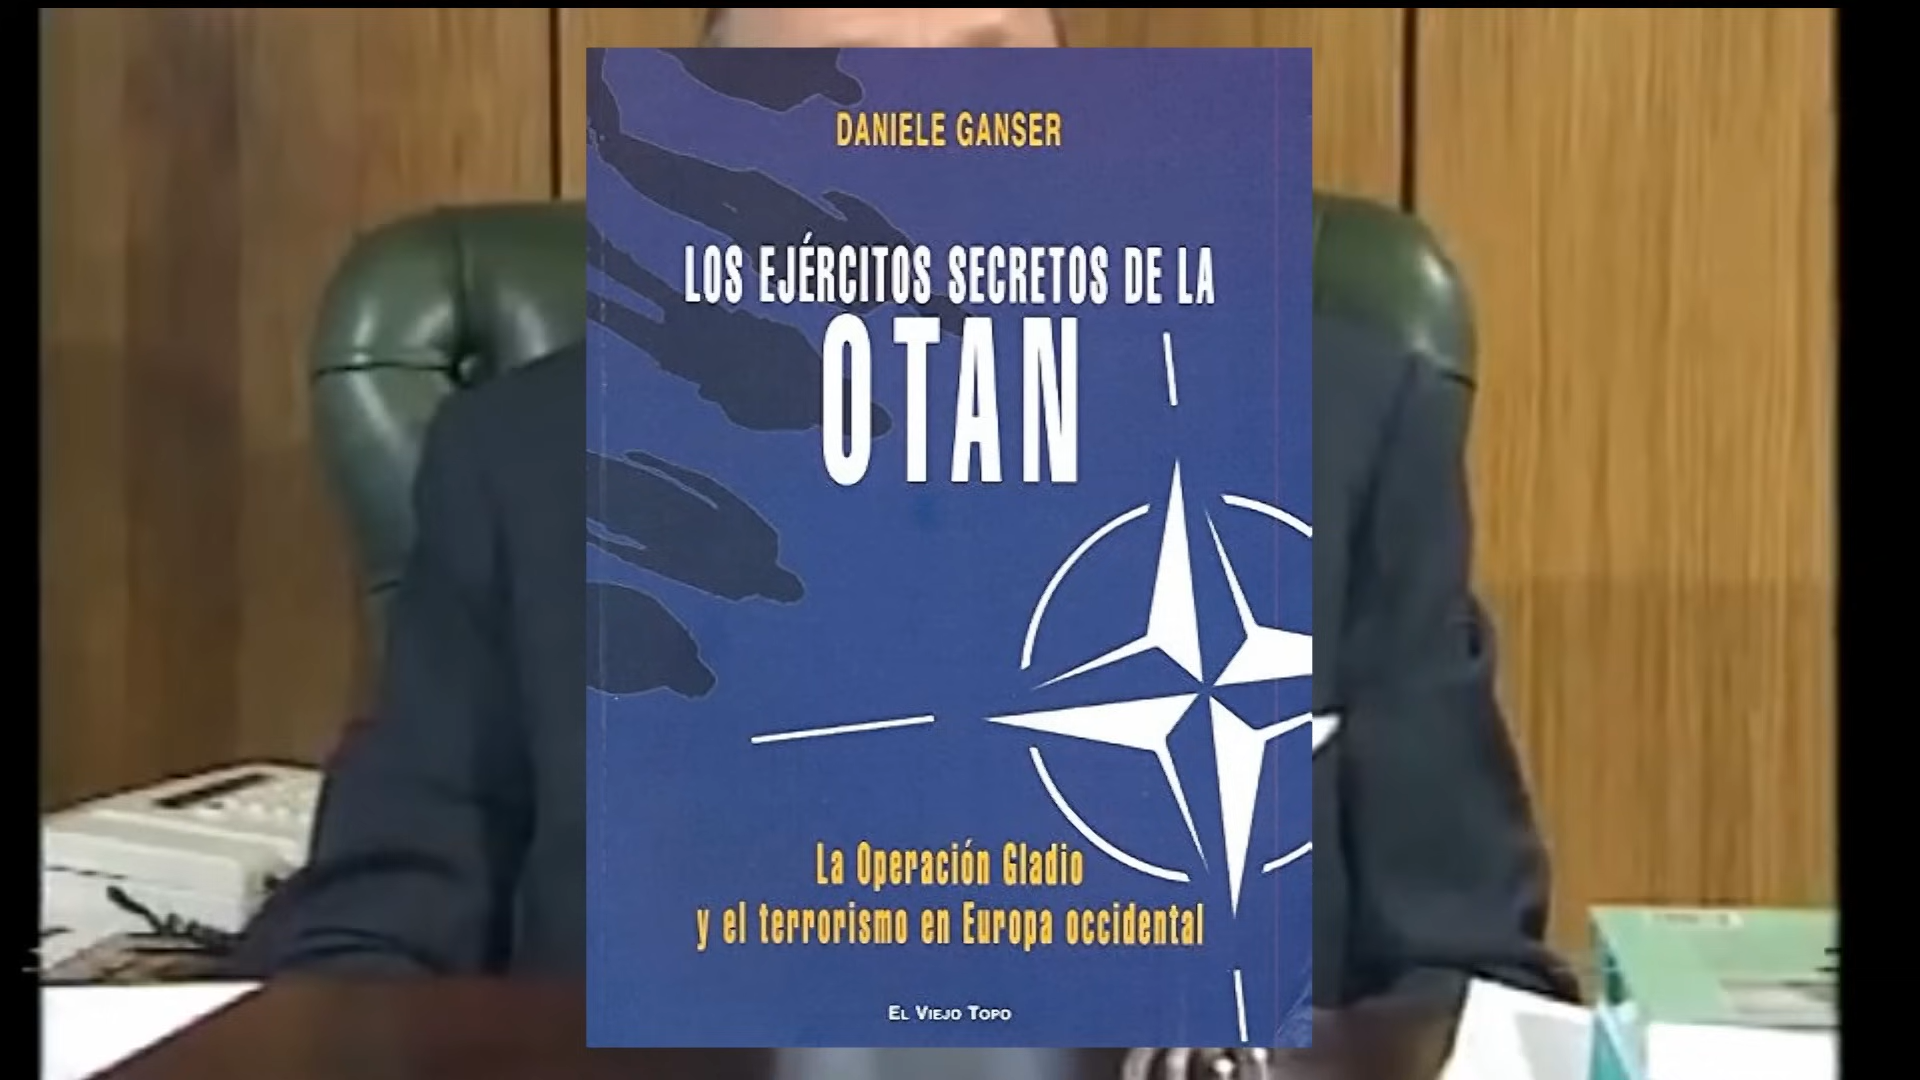 DANIELE GANSER
LOS EJÉRCITOS SECRETOS DE LA
OTAN
La Operación Gladio
y el terrorismo en Europa occidental
EL VIEJO TOPO